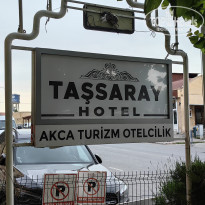 TAŞSARAY
HOTEL
AKCA TURİZM OTELCİLİK
P P